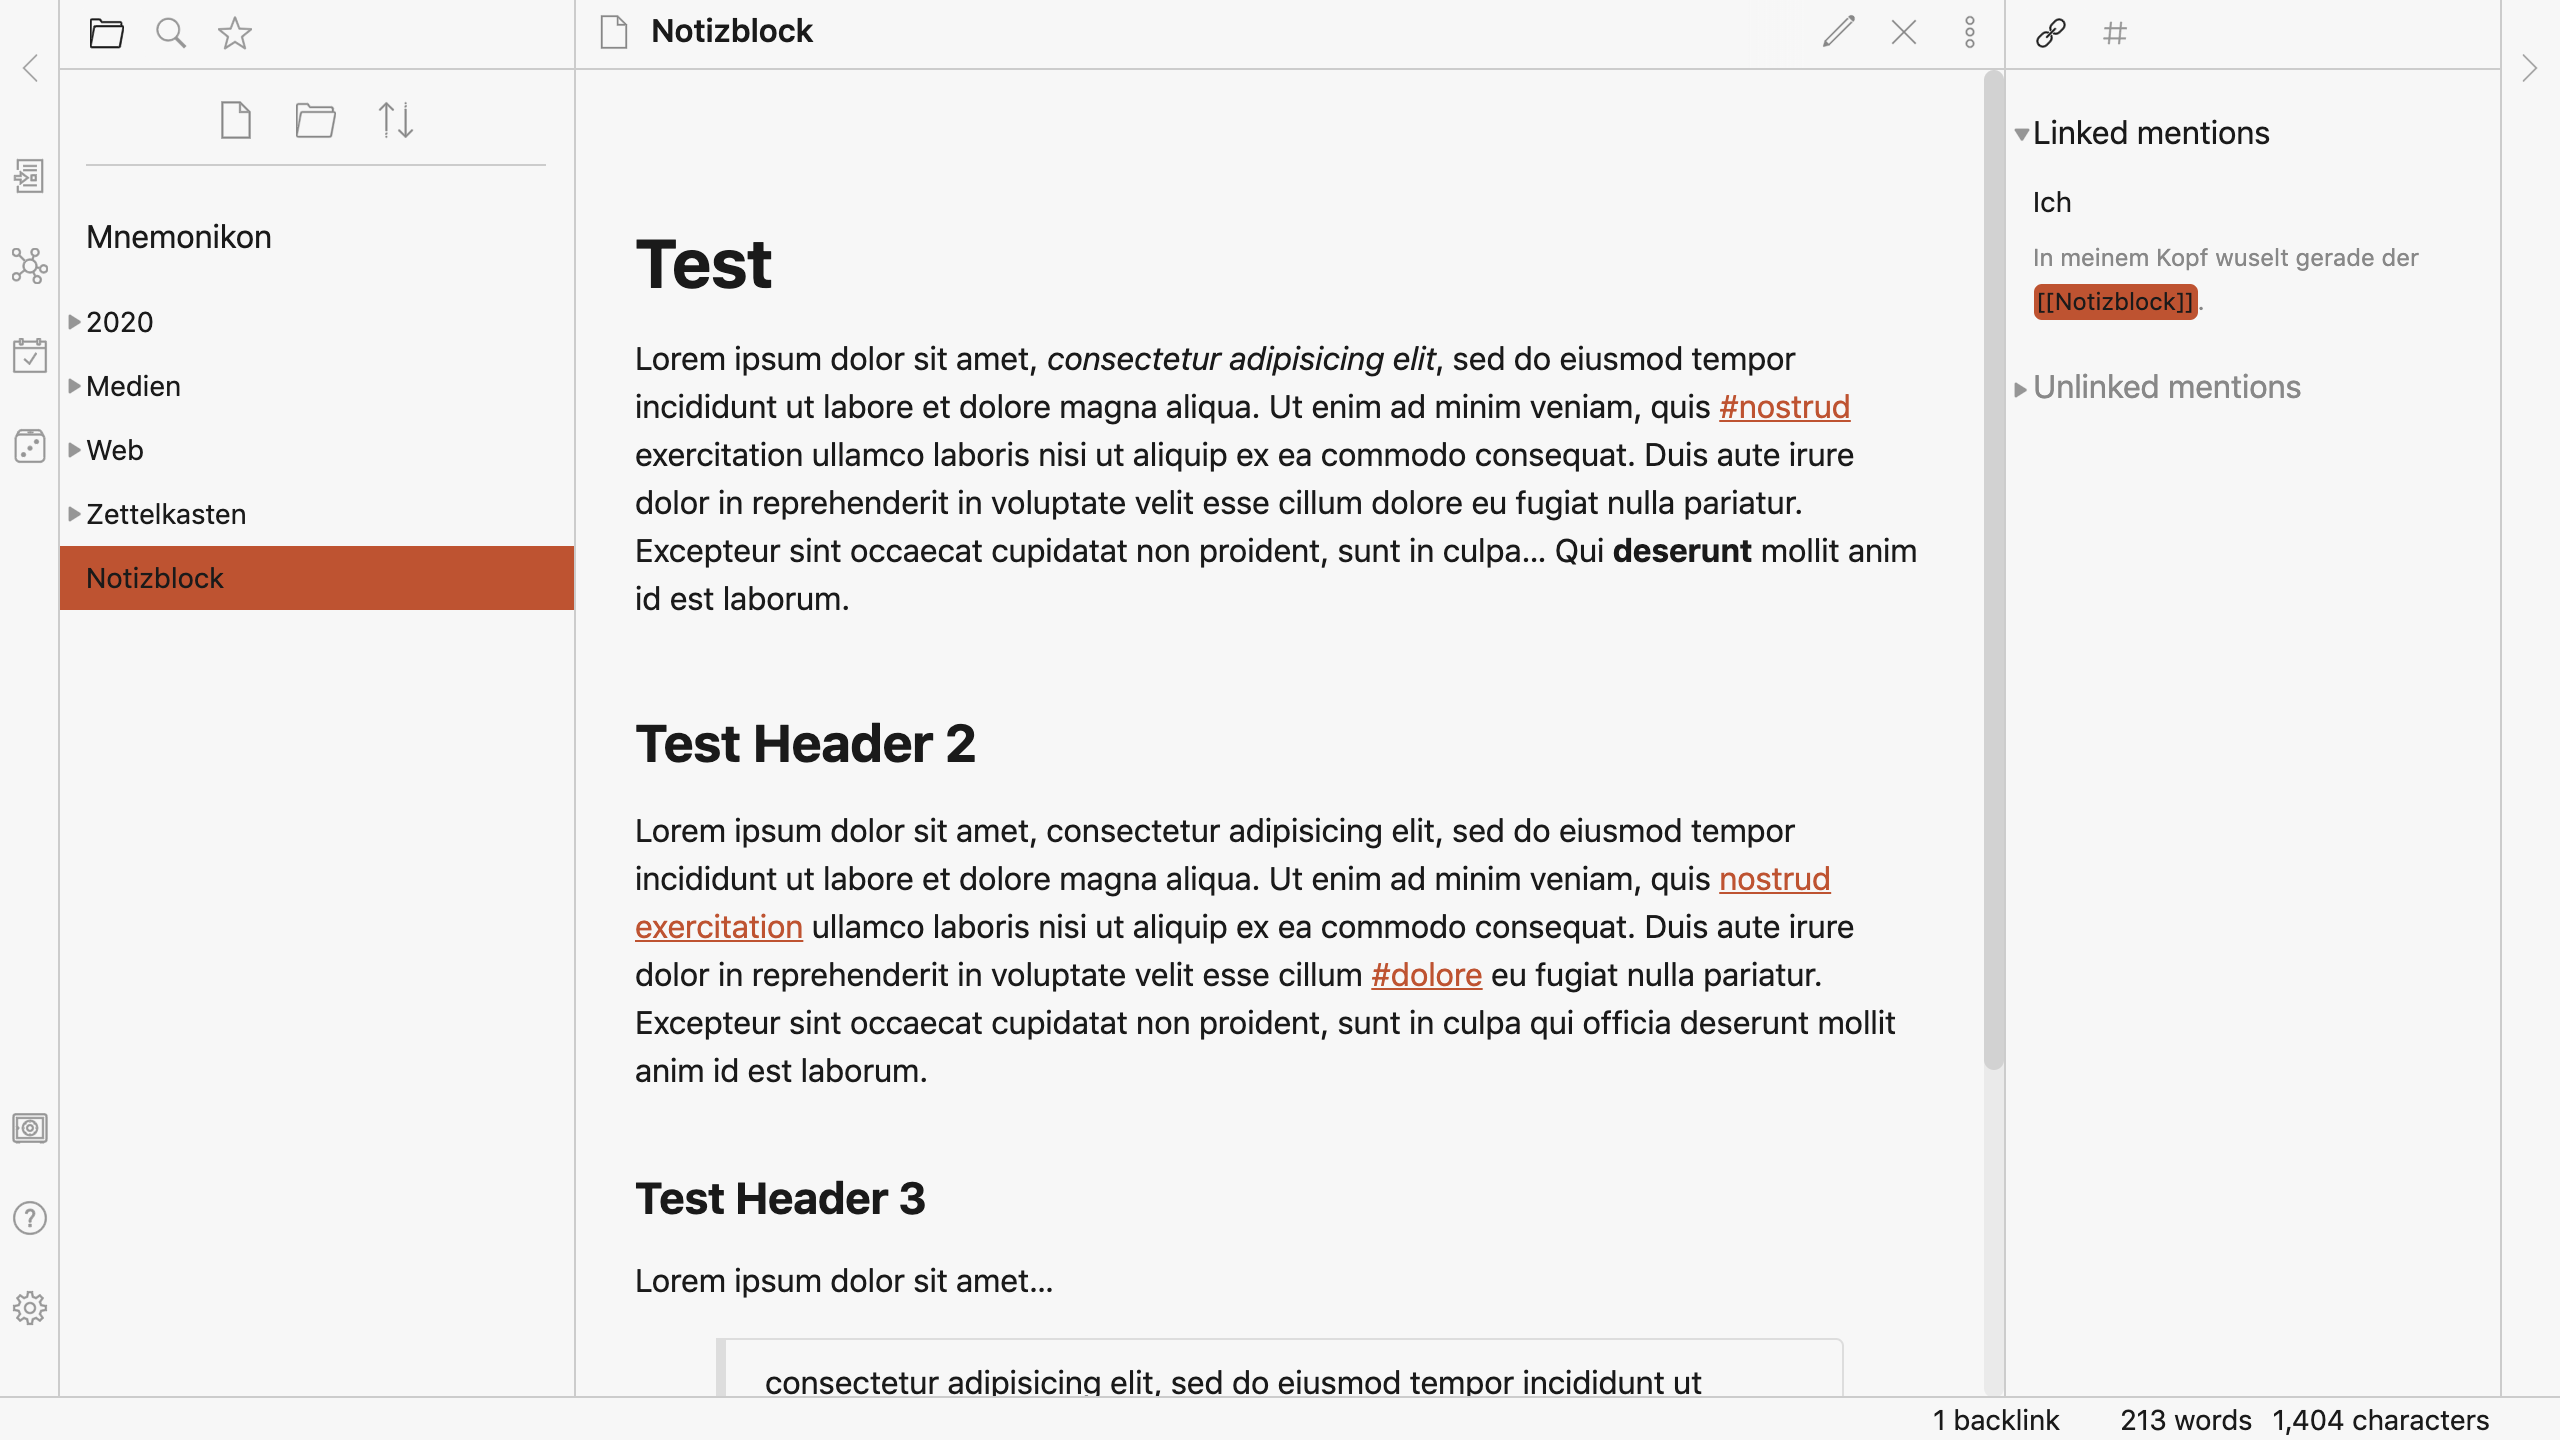 Notizblock
Mnemonikon
2020
Medien
Web
Zettelkasten
Notizblock
Test
Lorem ipsum dolor sit amet, consectetur adipisicing elit, sed do eiusmod tempor
incididunt ut labore et dolore magna aliqua. Ut enim ad minim veniam, quis #nostrud
exercitation ullamco laboris nisi ut aliquip ex ea commodo consequat. Duis aute irure
dolor in reprehenderit in voluptate velit esse cillum dolore eu fugiat nulla pariatur.
Excepteur sint occaecat cupidatat non proident, sunt in culpa... Qui deserunt mollit anim
id est laborum.
Test Header 2
Lorem ipsum dolor sit amet, consectetur adipisicing elit, sed do eiusmod tempor
incididunt ut labore et dolore magna aliqua. Ut enim ad minim veniam, quis nostrud
exercitation ullamco laboris nisi ut aliquip ex ea commodo consequat. Duis aute irure
dolor in reprehenderit in voluptate velit esse cillum #dolore eu fugiat nulla pariatur.
Excepteur sint occaecat cupidatat non proident, sunt in culpa qui officia deserunt mollit
anim id est laborum.
Test Header 3
Lorem ipsum dolor sit amet...
consectetur adipisicing elit, sed do eiusmod tempor incididunt ut
Linked mentions
Ich
In meinem Kopf wuselt gerade der
[[Notizblock]].
Unlinked mentions
1 backlink 213 words 1,404 characters